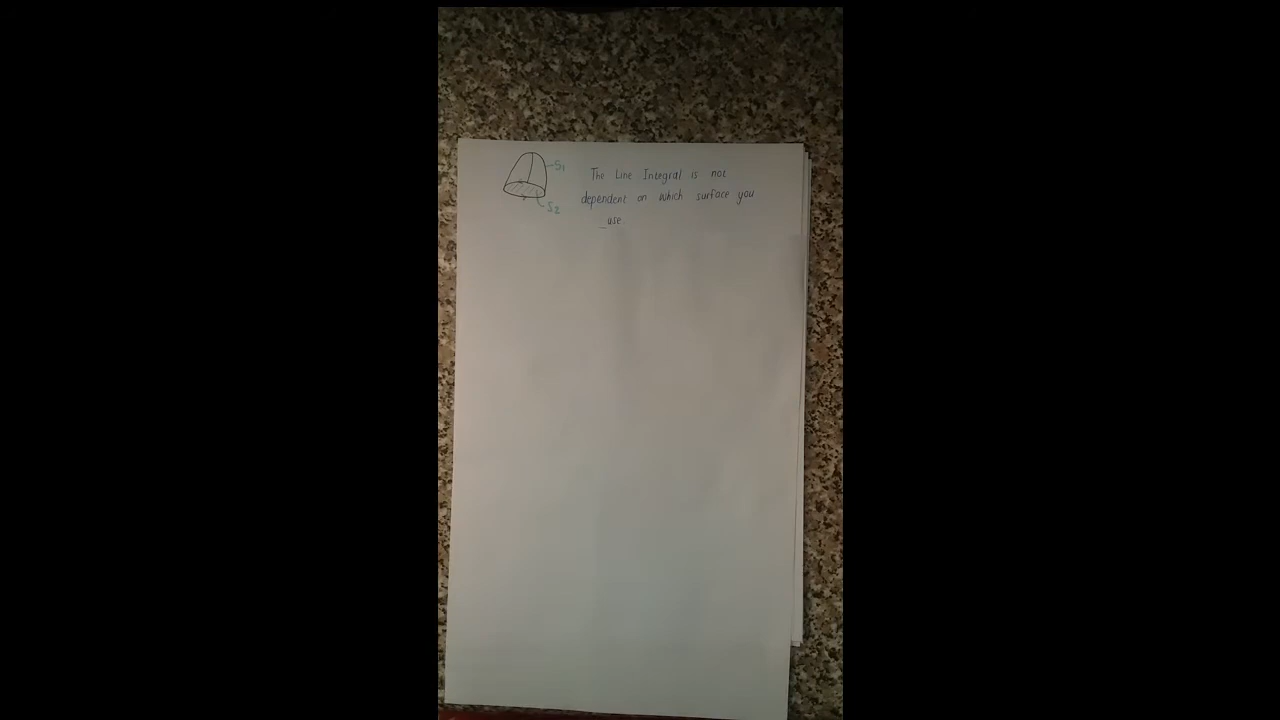 S1
The Line Integral is not
dependent on which surface you
S2
use.